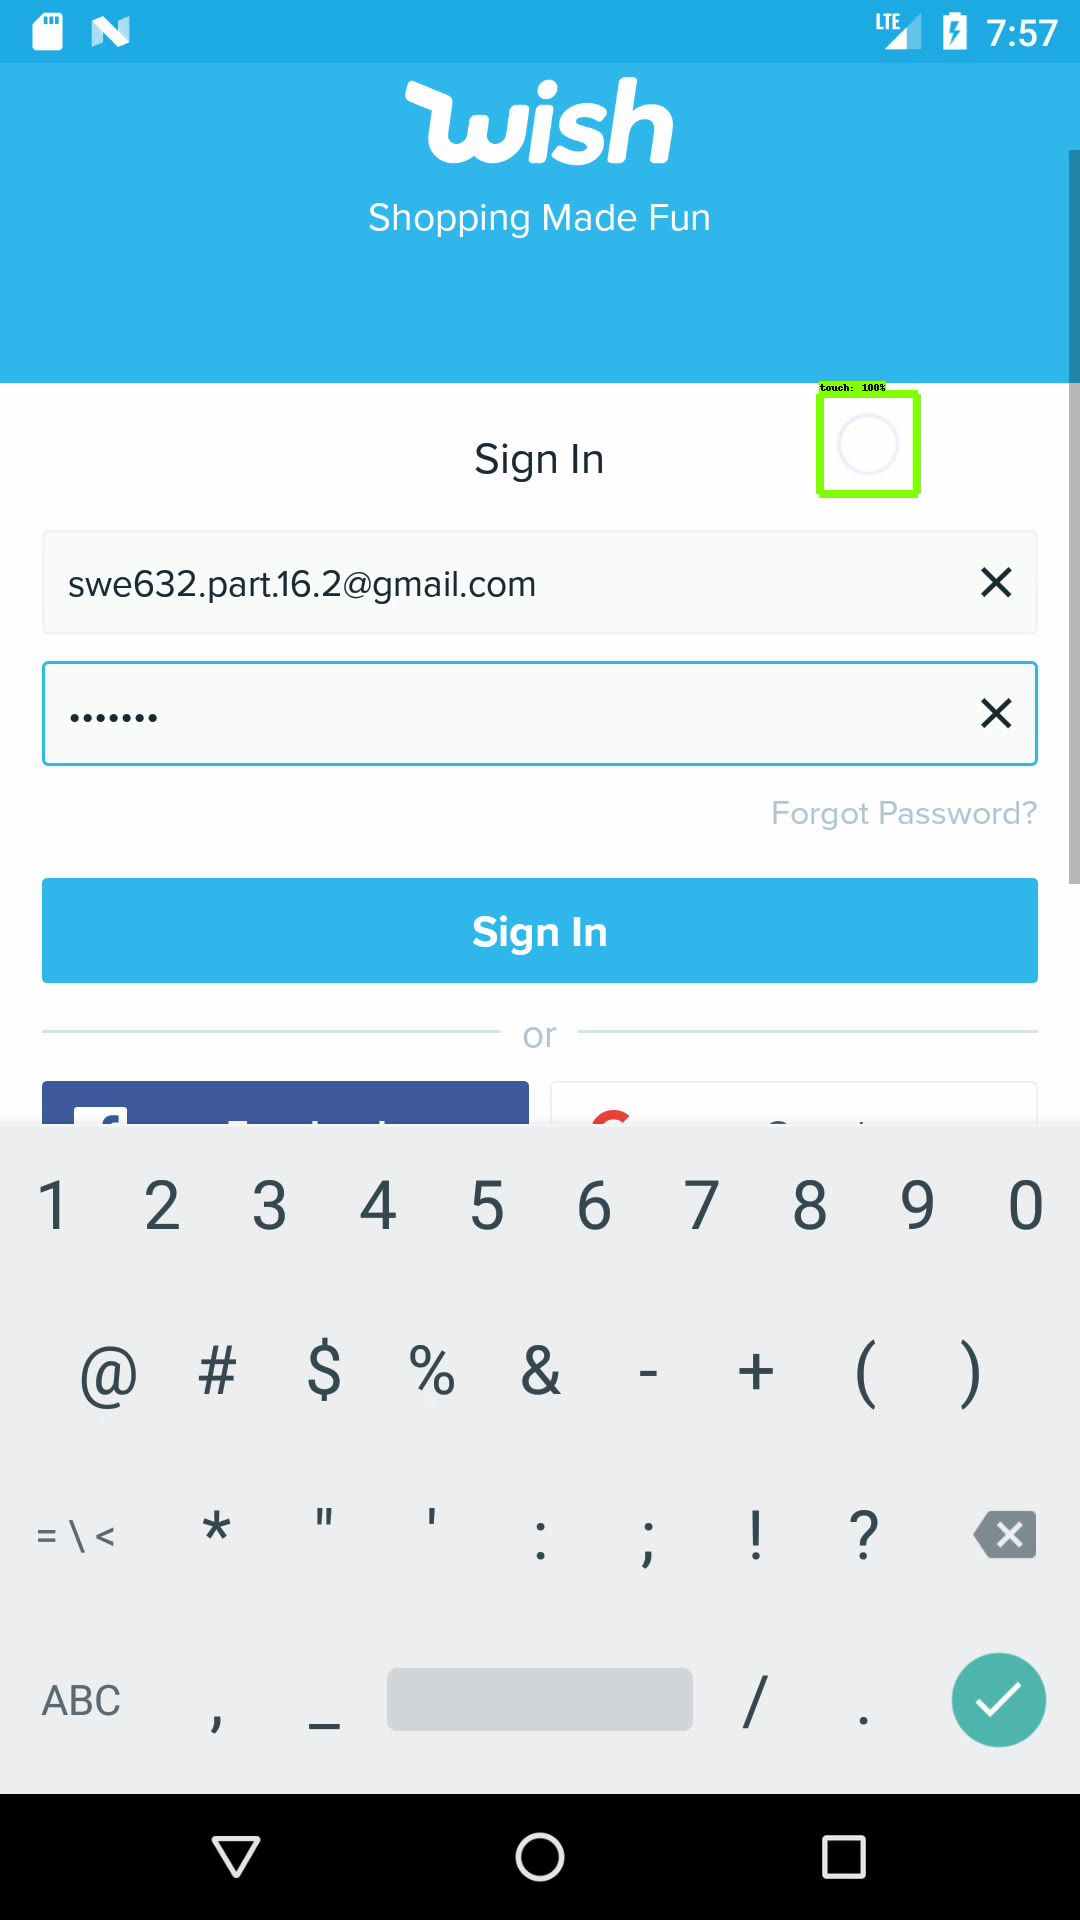 LTE 7:57
wish
Shopping Made Fun
touch: 100%
Sign In
swe632.part.16.2@gmail.com
•••••••
Forgot Password?
Sign In
or
1 2 3 4 5 6 7 8 9 0
@ # $ % & - + ( )
= \ < * " ' : ; ! ?
ABC , _ / .